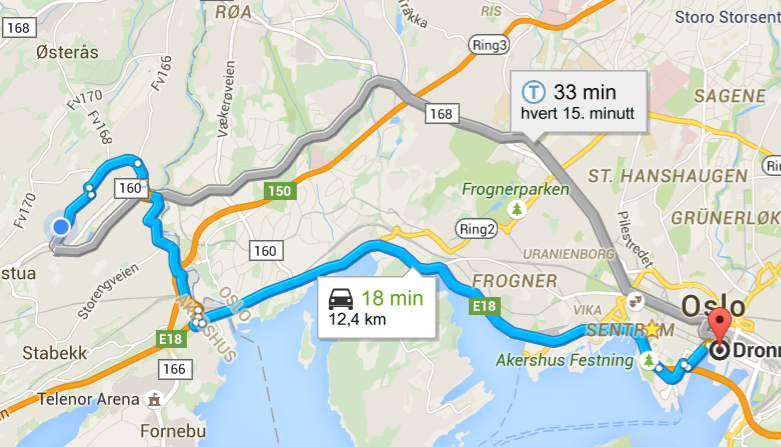 RØA
168
RIS
Tråkka
Storo Storsent
Ring3
Østerås
Fv166
Fv170
Fv168
Vækerøveien
33 min
hvert 15. minutt
168
SAGENE
160
150
ST. HANSHAUGEN
Frognerparken
Fv170
Ring2
Pilestredet
GRÜNERLØK
stua
160
URANIENBORG
Storengveien
FROGNER
OSLO
AKERSHUS
18 min
12,4 km
E18
VIKA
Oslo
SENTRUM
E18
Stabekk
Akershus Festning
Dronn
166
Telenor Arena
Fornebu